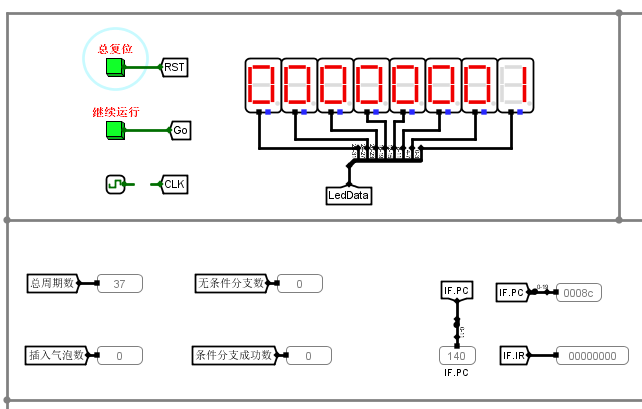 总复位
RST
继续运行
Go
CLK
00000001
LedData
总周期数 37
无条件分支数 0
IF.PC
IF.PC 0008c
插入气泡数 0
条件分支成功数 0
140
IF.PC
IF.IR 00000000